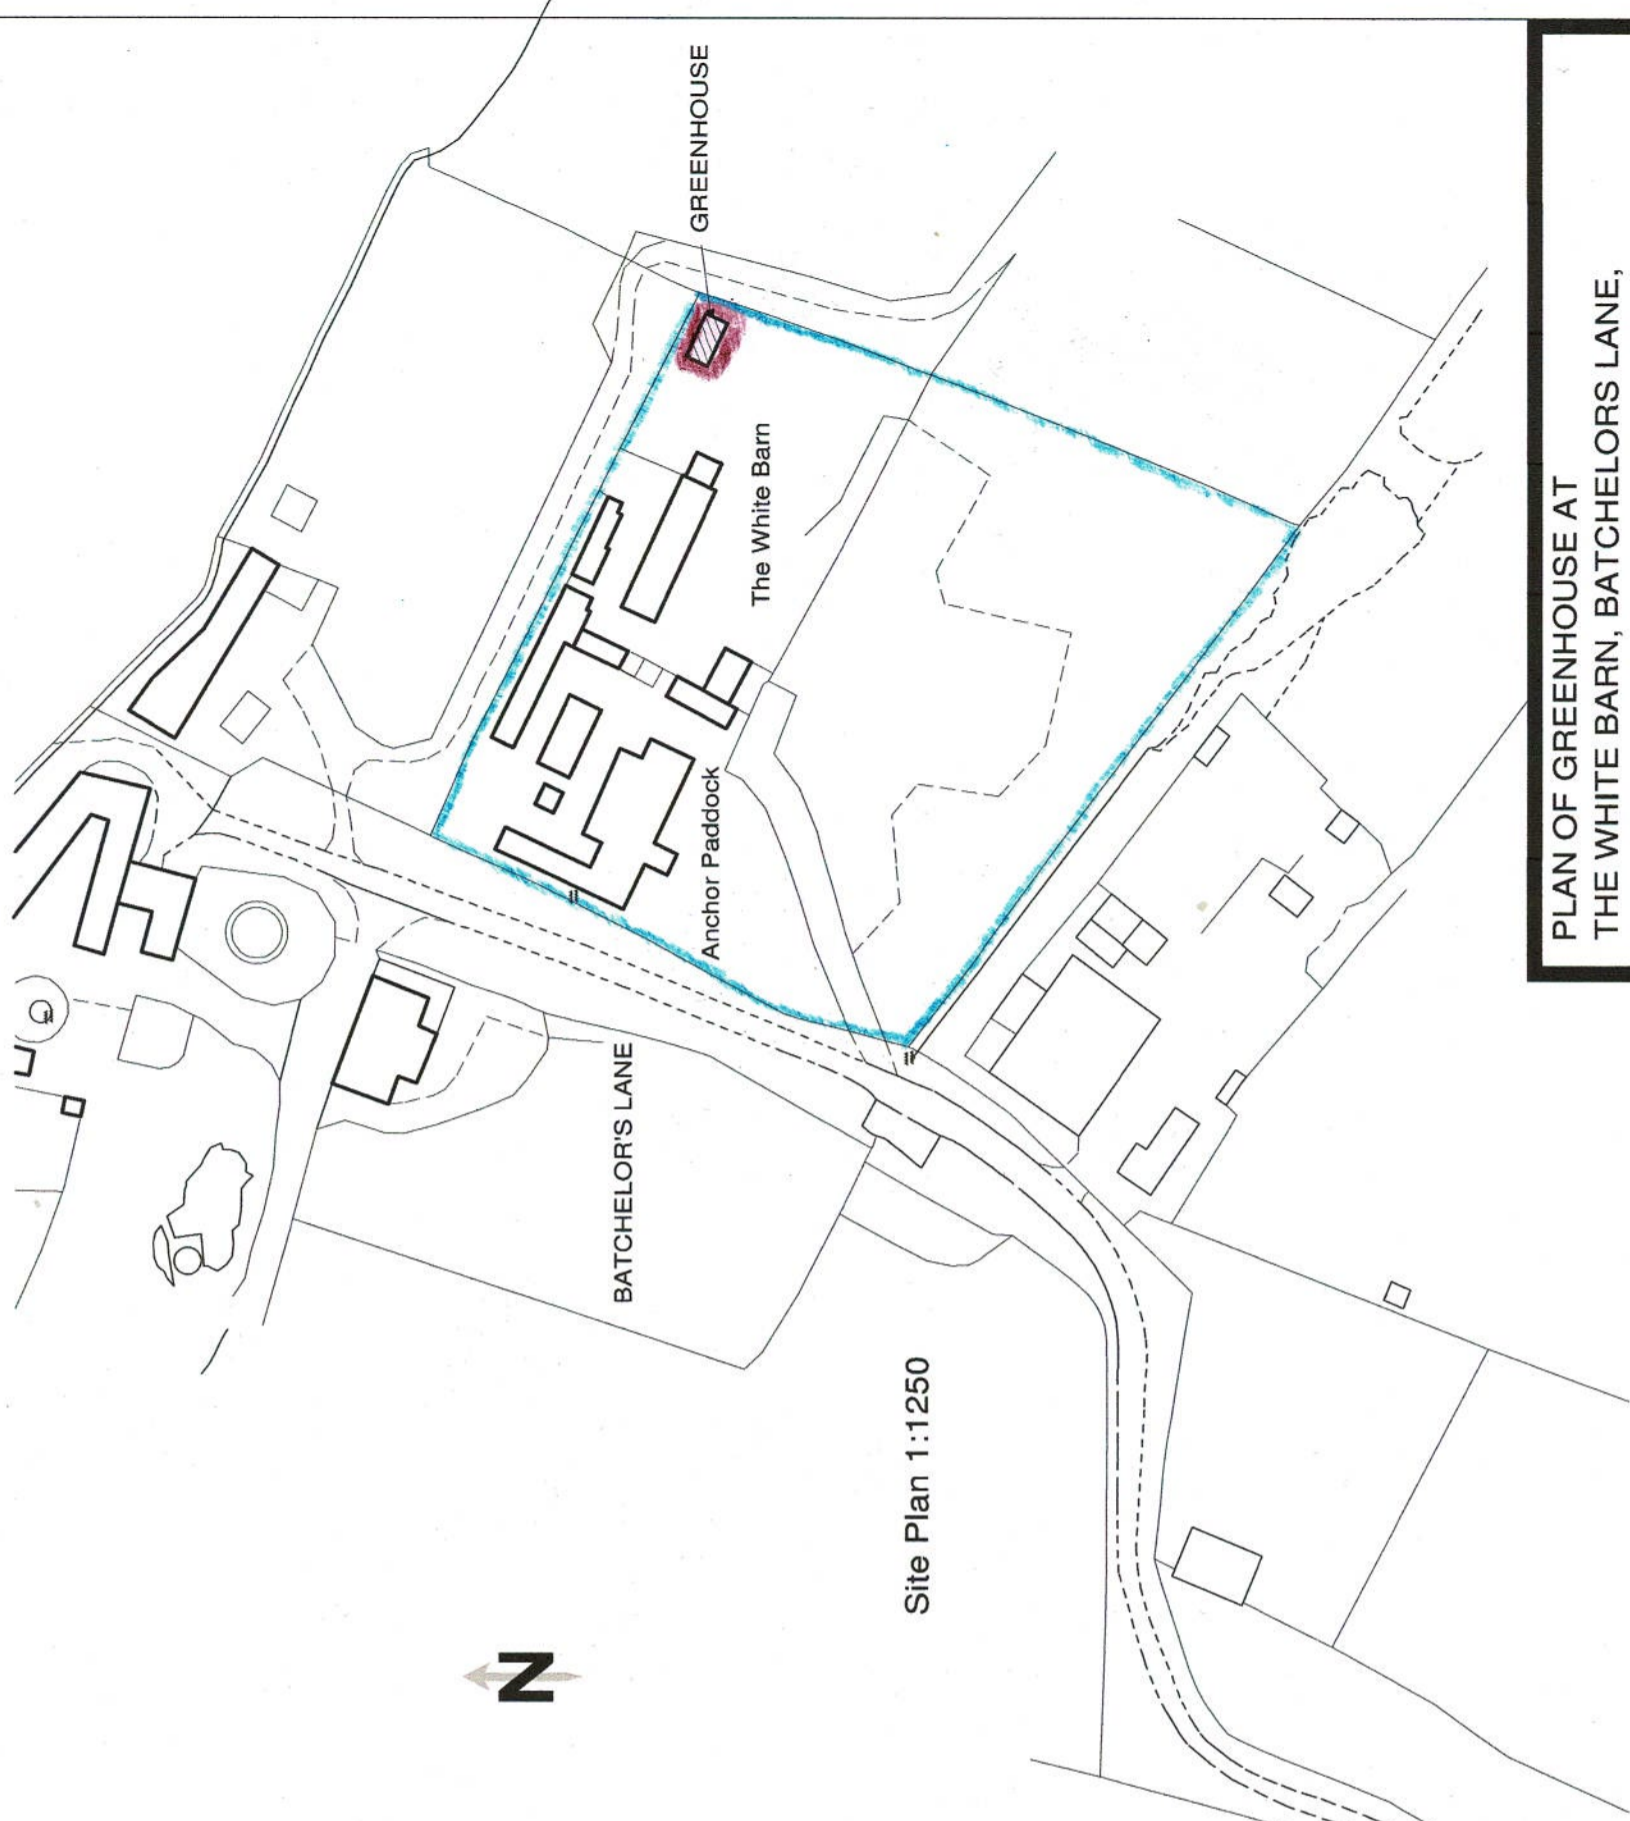 GREENHOUSE
The White Barn
Anchor Paddock
BATCHELOR'S LANE
Site Plan 1:1250
N
PLAN OF GREENHOUSE AT
THE WHITE BARN, BATCHELORS LANE,